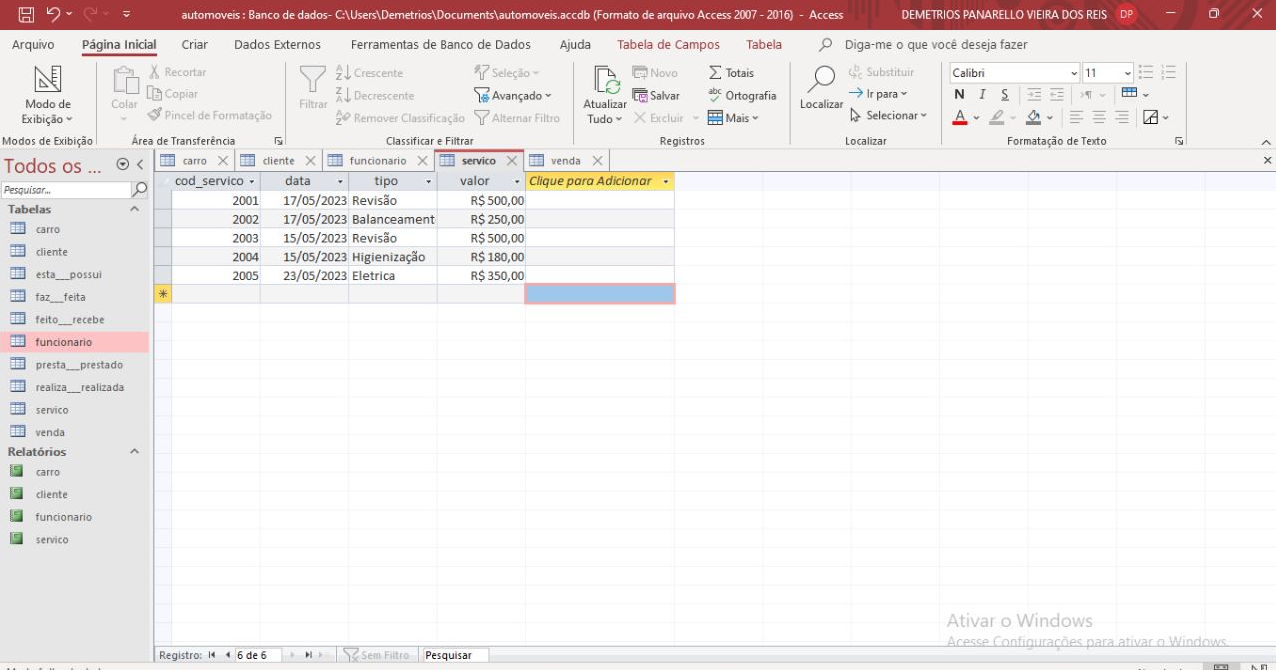 automoveis : Banco de dados- C:\Users\Demetrios\Documents\automoveis.accdb (Formato de arquivo Access 2007 - 2016) - Access DEMETRIOS PANARELLO VIEIRA DOS REIS DP
Arquivo Página Inicial Criar Dados Externos Ferramentas de Banco de Dados Ajuda Tabela de Campos Tabela Diga-me o que você deseja fazer
Modo de Exibição
Colar
Recortar
Copiar
Pincel de Formatação
Filtrar
Crescente
Decrescente
Remover Classificação
Seleção
Avançado
Alternar Filtro
Atualizar Tudo
Novo
Salvar
Excluir
Totais
Ortografia
Mais
Localizar
Substituir
Ir para
Selecionar
Calibri 11
N I S
Modos de Exibição Área de Transferência Classificar e Filtrar Registros Localizar Formatação de Texto
Todos os ...
Pesquisar...
Tabelas
carro
cliente
esta___possui
faz___feita
feito___recebe
funcionario
presta___prestado
realiza___realizada
servico
venda
Relatórios
carro
cliente
funcionario
servico
carro cliente funcionario servico venda
cod_servico data tipo valor Clique para Adicionar
2001 17/05/2023 Revisão R$ 500,00
2002 17/05/2023 Balanceament R$ 250,00
2003 15/05/2023 Revisão R$ 500,00
2004 15/05/2023 Higienização R$ 180,00
2005 23/05/2023 Eletrica R$ 350,00
Ativar o Windows
Acesse Configurações para ativar o Windows.
Registro: 6 de 6 Sem Filtro Pesquisar